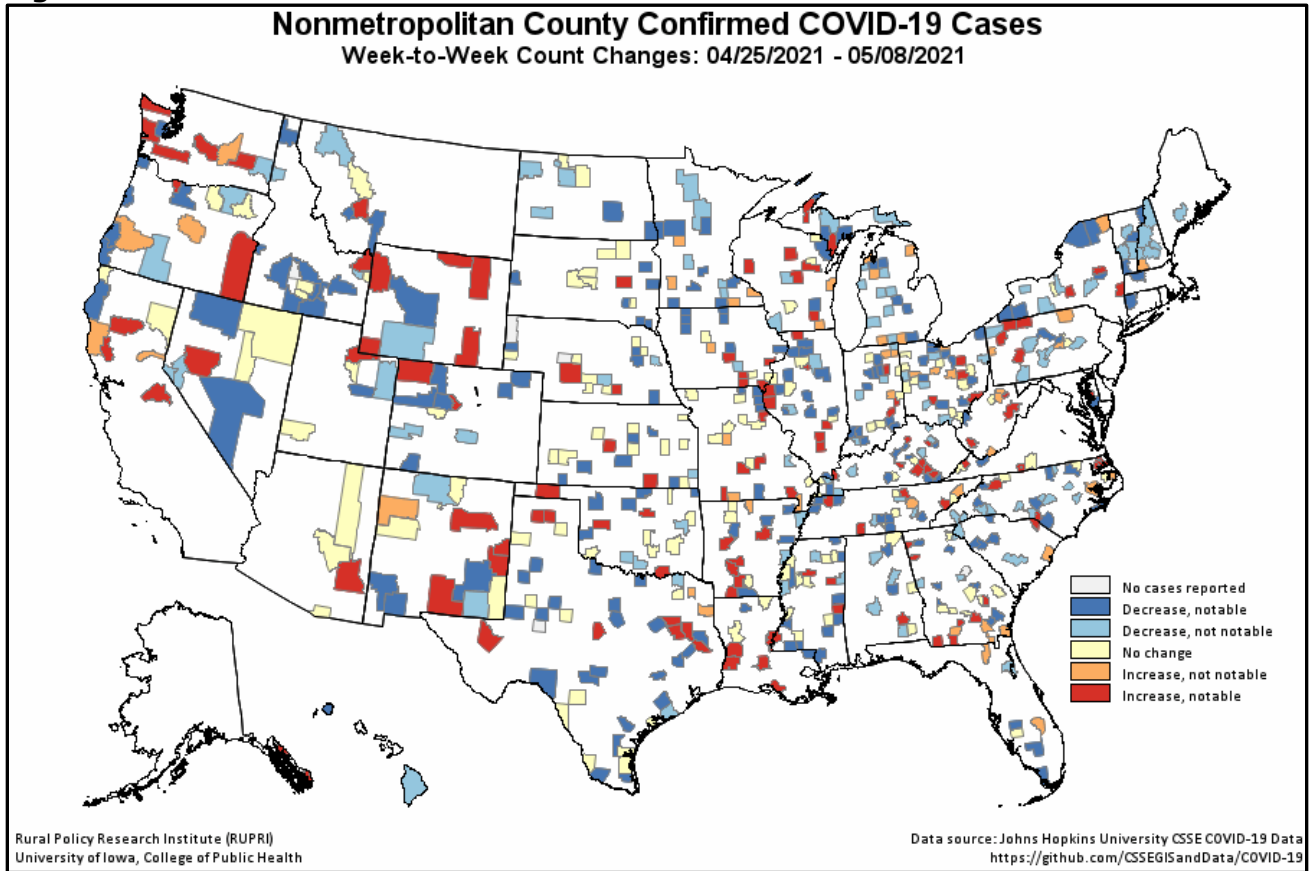 Nonmetropolitan County Confirmed COVID-19 Cases
Week-to-Week Count Changes: 04/25/2021 - 05/08/2021
No cases reported
Decrease, notable
Decrease, not notable
No change
Increase, not notable
Increase, notable
Rural Policy Research Institute (RUPRI)
University of Iowa, College of Public Health
Data source: Johns Hopkins University CSSE COVID-19 Data
https://github.com/CSSEGISandData/COVID-19